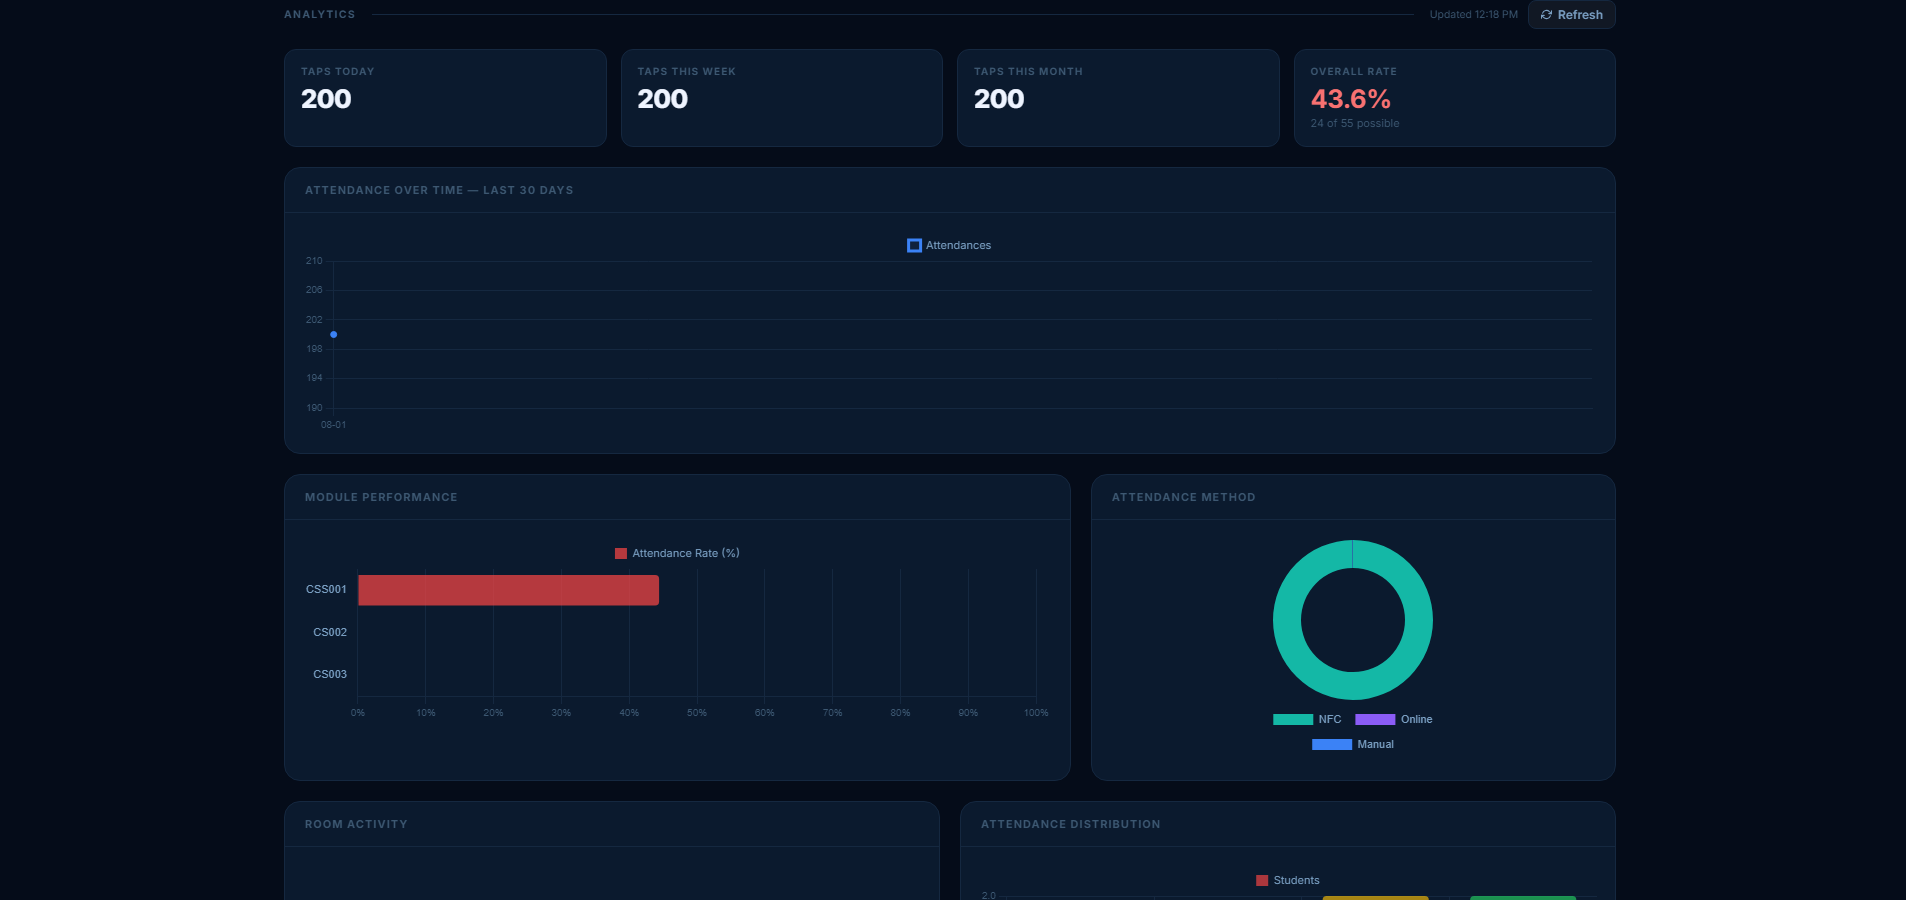 ANALYTICS
Updated 12:18 PM
Refresh
TAPS TODAY
200
TAPS THIS WEEK
200
TAPS THIS MONTH
200
OVERALL RATE
43.6%
24 of 55 possible
ATTENDANCE OVER TIME — LAST 30 DAYS
Attendances
210
206
202
198
194
190
08-01
MODULE PERFORMANCE
Attendance Rate (%)
CSS001
CS002
CS003
0% 10% 20% 30% 40% 50% 60% 70% 80% 90% 100%
ATTENDANCE METHOD
NFC Online
Manual
ROOM ACTIVITY
ATTENDANCE DISTRIBUTION
Students
2.0